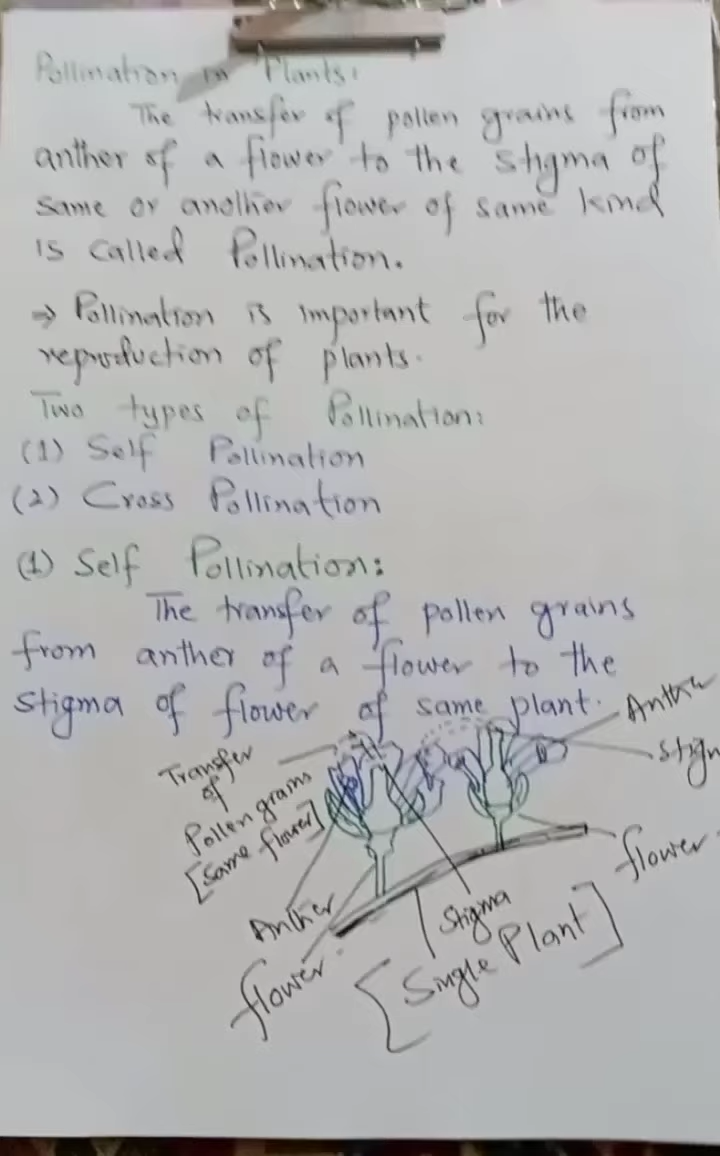 Pollination in Plants:
The transfer of pollen grains from
anther of a flower to the stigma of
same or another flower of same kind
is called Pollination.
⇒ Pollination is important for the
reproduction of plants.
Two types of Pollination:
(1) Self Pollination
(2) Cross Pollination
(1) Self Pollination:
The transfer of pollen grains
from anther of a flower to the
stigma of flower of same plant.
Anther
Stigm
Transfer
of
Pollen grains
[same flower]
flower
Anther
Stigma
flower.
[Single Plant]